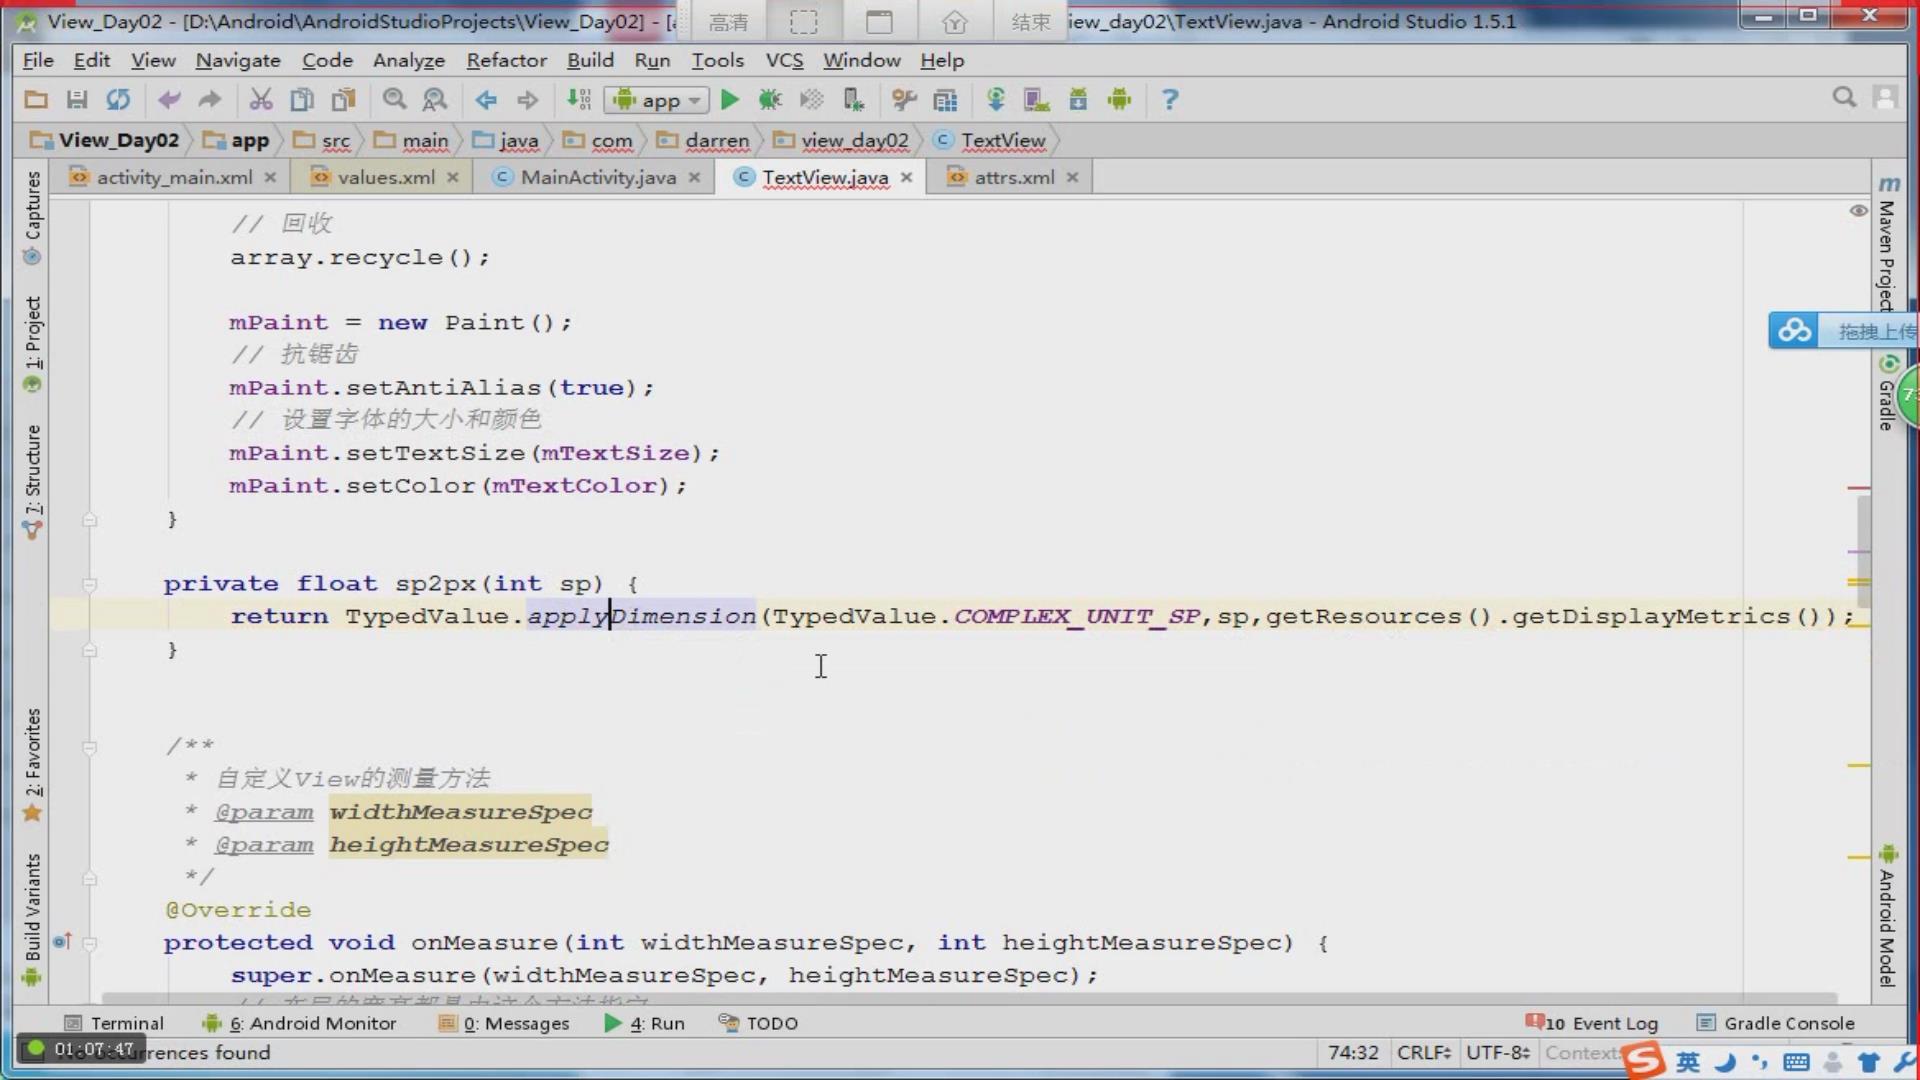 View_Day02 - [D:\Android\AndroidStudioProjects\View_Day02] - [
高清
结束
iew_day02\TextView.java - Android Studio 1.5.1
File Edit View Navigate Code Analyze Refactor Build Run Tools VCS Window Help
app
View_Day02 app src main java com darren view_day02 TextView
activity_main.xml values.xml MainActivity.java TextView.java attrs.xml
Captures
1: Project
7: Structure
2: Favorites
Build Variants
// 回收
array.recycle();
mPaint = new Paint();
// 抗锯齿
mPaint.setAntiAlias(true);
// 设置字体的大小和颜色
mPaint.setTextSize(mTextSize);
mPaint.setColor(mTextColor);
}
private float sp2px(int sp) {
return TypedValue.applyDimension(TypedValue.COMPLEX_UNIT_SP,sp,getResources().getDisplayMetrics());
}
/**
* 自定义View的测量方法
* @param widthMeasureSpec
* @param heightMeasureSpec
*/
@Override
protected void onMeasure(int widthMeasureSpec, int heightMeasureSpec) {
super.onMeasure(widthMeasureSpec, heightMeasureSpec);
Maven Project
拖拽上传
Gradle
Android Model
Terminal 6: Android Monitor 0: Messages 4: Run TODO
10 Event Log Gradle Console
01:07:47
occurrences found
74:32 CRLF UTF-8 Context:
英